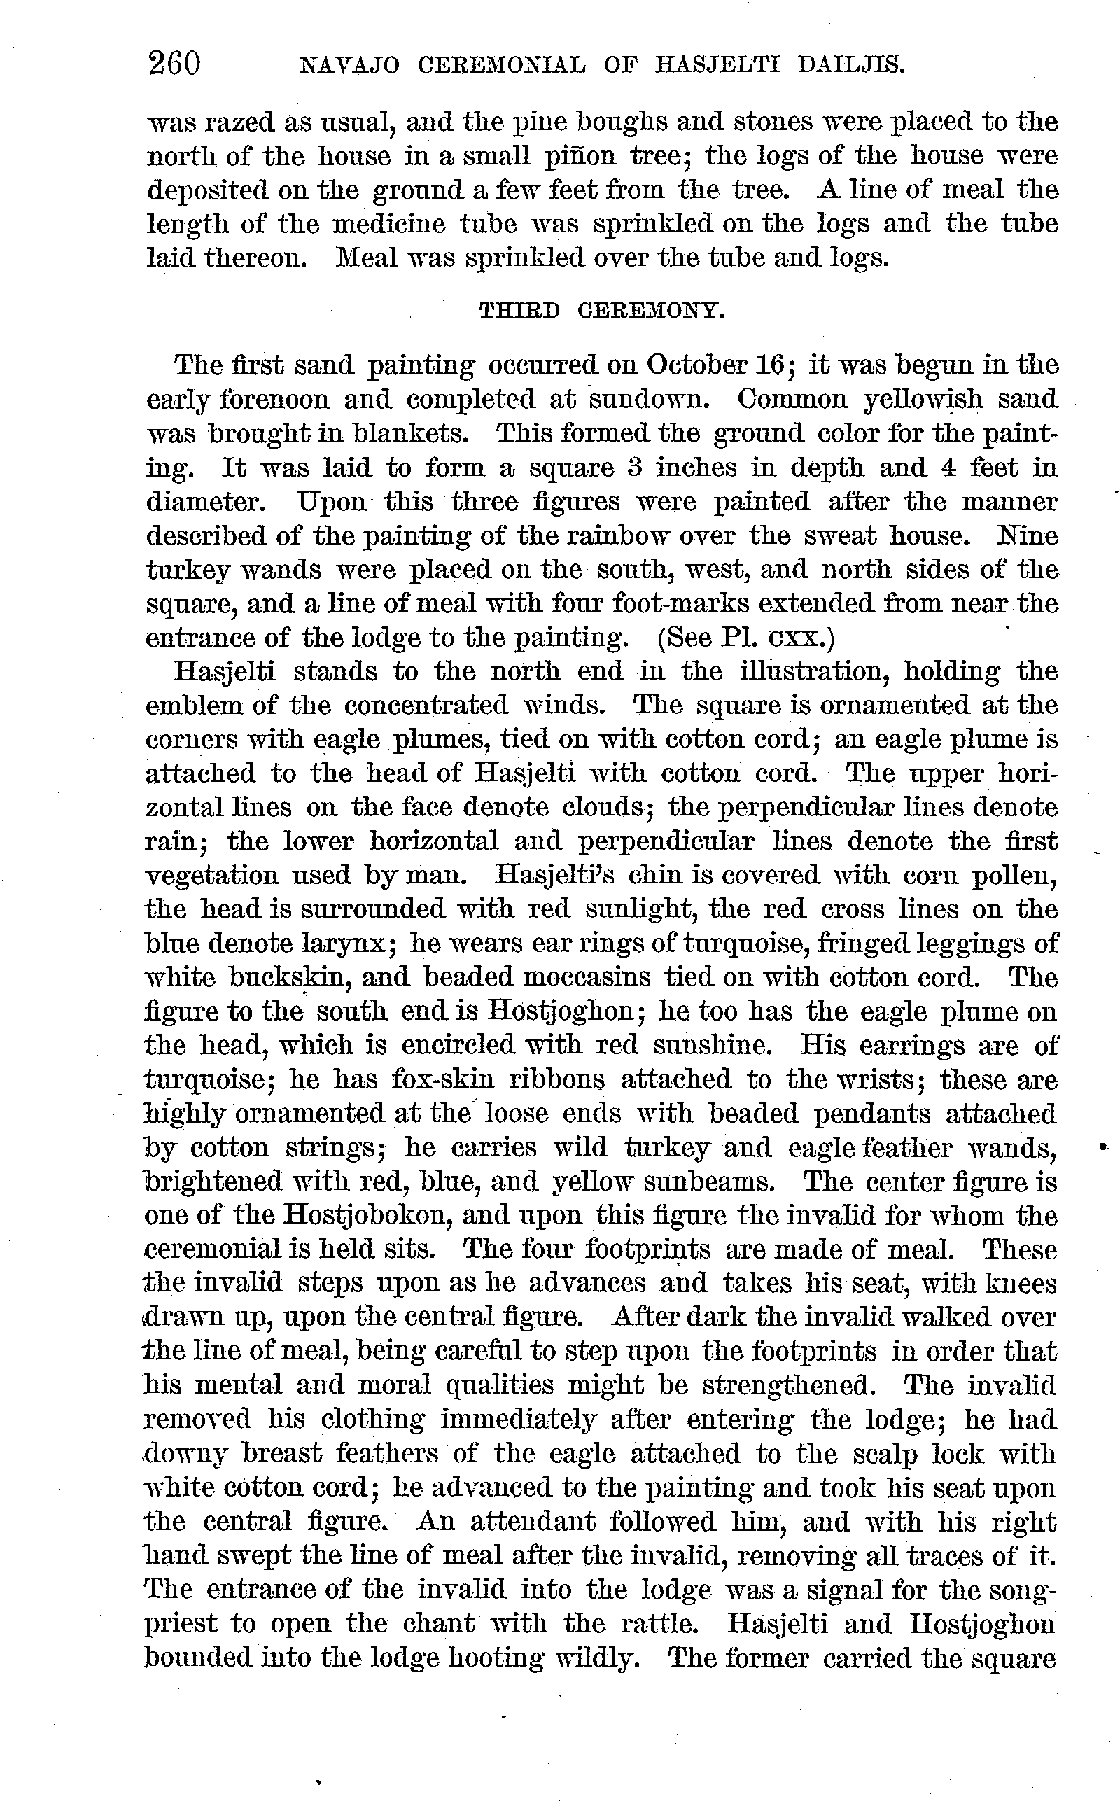 260 NAVAJO CEREMONIAL OF HASJELTI DAILJIS.
was razed as usual, and the pine boughs and stones were placed to the
north of the house in a small piñon tree; the logs of the house were
deposited on the ground a few feet from the tree. A line of meal the
length of the medicine tube was sprinkled on the logs and the tube
laid thereon. Meal was sprinkled over the tube and logs.
THIRD CEREMONY.
The first sand painting occurred on October 16; it was begun in the
early forenoon and completed at sundown. Common yellowish sand
was brought in blankets. This formed the ground color for the paint-
ing. It was laid to form a square 3 inches in depth and 4 feet in
diameter. Upon this three figures were painted after the manner
described of the painting of the rainbow over the sweat house. Nine
turkey wands were placed on the south, west, and north sides of the
square, and a line of meal with four foot-marks extended from near the
entrance of the lodge to the painting. (See Pl. CXX.)
Hasjelti stands to the north end in the illustration, holding the
emblem of the concentrated winds. The square is ornamented at the
corners with eagle plumes, tied on with cotton cord; an eagle plume is
attached to the head of Hasjelti with cotton cord. The upper hori-
zontal lines on the face denote clouds; the perpendicular lines denote
rain; the lower horizontal and perpendicular lines denote the first
vegetation used by man. Hasjelti's chin is covered with corn pollen,
the head is surrounded with red sunlight, the red cross lines on the
blue denote larynx; he wears ear rings of turquoise, fringed leggings of
white buckskin, and beaded moccasins tied on with cotton cord. The
figure to the south end is Hostjoghon; he too has the eagle plume on
the head, which is encircled with red sunshine. His earrings are of
turquoise; he has fox-skin ribbons attached to the wrists; these are
highly ornamented at the loose ends with beaded pendants attached
by cotton strings; he carries wild turkey and eagle feather wands,
brightened with red, blue, and yellow sunbeams. The center figure is
one of the Hostjobokon, and upon this figure the invalid for whom the
ceremonial is held sits. The four footprints are made of meal. These
the invalid steps upon as he advances and takes his seat, with knees
drawn up, upon the central figure. After dark the invalid walked over
the line of meal, being careful to step upon the footprints in order that
his mental and moral qualities might be strengthened. The invalid
removed his clothing immediately after entering the lodge; he had
downy breast feathers of the eagle attached to the scalp lock with
white cotton cord; he advanced to the painting and took his seat upon
the central figure. An attendant followed him, and with his right
hand swept the line of meal after the invalid, removing all traces of it.
The entrance of the invalid into the lodge was a signal for the song-
priest to open the chant with the rattle. Hasjelti and Hostjoghon
bounded into the lodge hooting wildly. The former carried the square